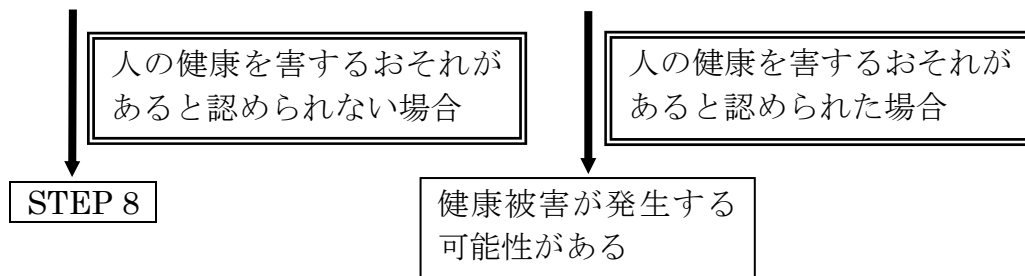 人の健康を害するおそれが
あると認められない場合
人の健康を害するおそれが
あると認められた場合
STEP 8
健康被害が発生する
可能性がある